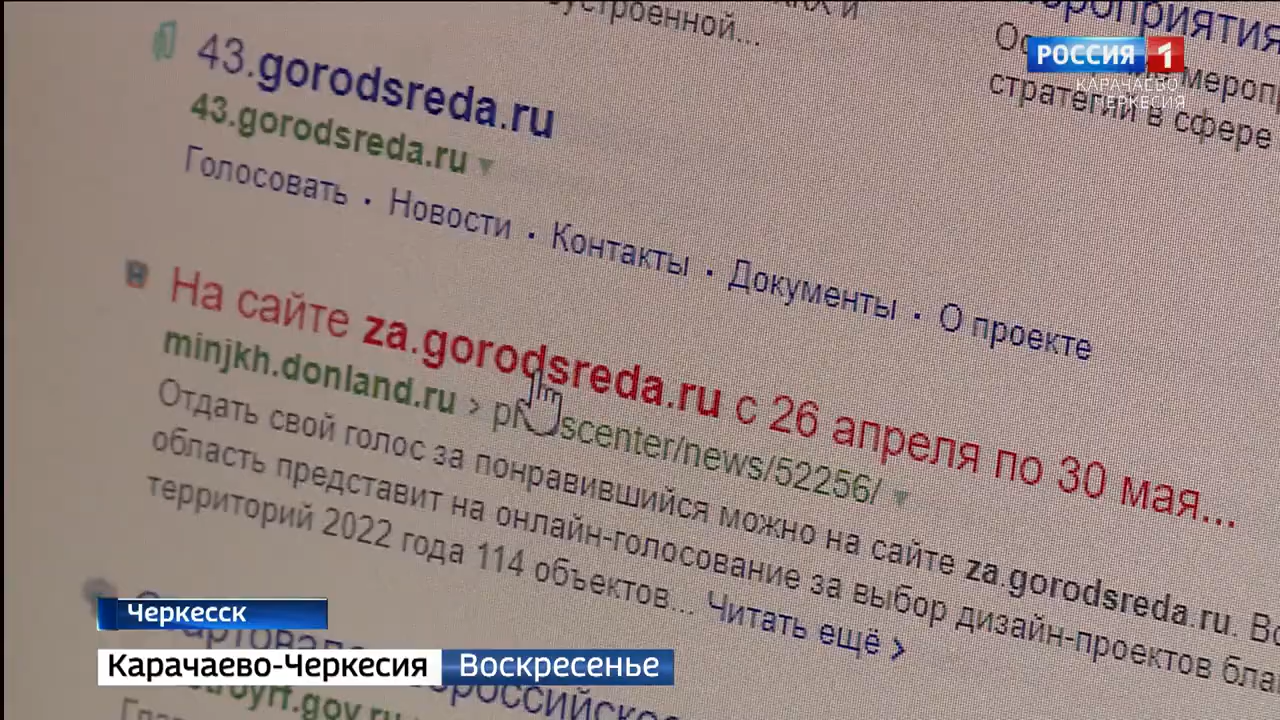 43.gorodsreda.ru
43.gorodsreda.ru
Голосовать · Новости · Контакты · Документы · О проекте
На сайте za.gorodsreda.ru с 26 апреля по 30 мая...
minjkh.donland.ru › scenter/news/52256/
Отдать свой голос за понравившийся можно на сайте za.gorodsreda.ru.
область представит на онлайн-голосование за выбор дизайн-проектов
территорий 2022 года 114 объектов... Читать ещё ›
стратегии в сфере
РОССИЯ 1
КАРАЧАЕВО
ЧЕРКЕСИЯ
Черкесск
Карачаево-Черкесия Воскресенье